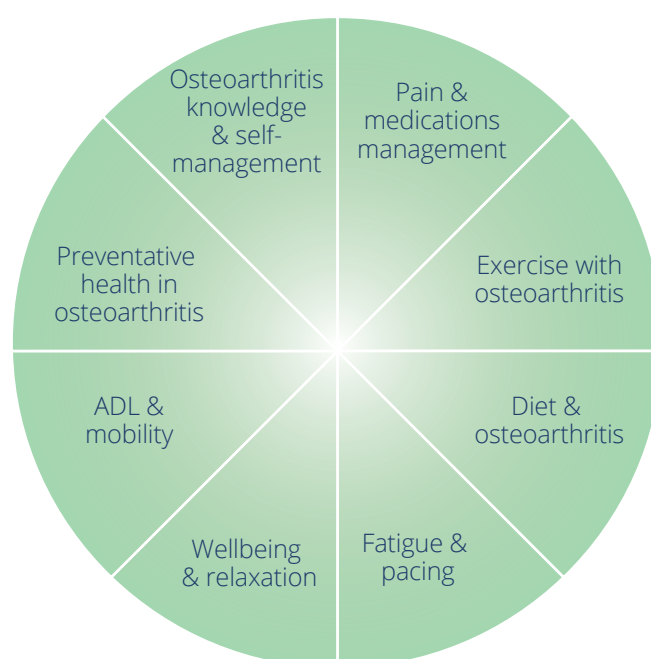 Osteoarthritis
knowledge
& self-
management
Pain &
medications
management
Exercise with
osteoarthritis
Diet &
osteoarthritis
Fatigue &
pacing
Wellbeing
& relaxation
ADL &
mobility
Preventative
health in
osteoarthritis